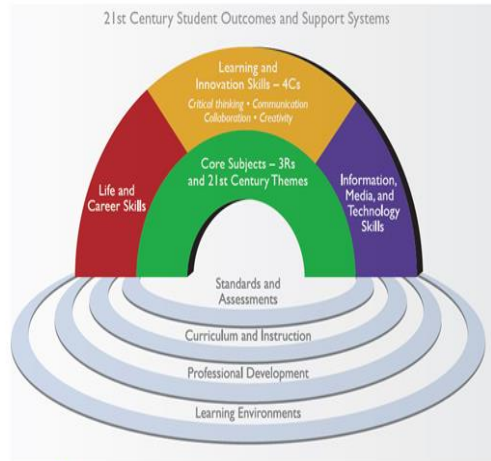 21st Century Student Outcomes and Support Systems
Learning and
Innovation Skills – 4Cs
Critical thinking • Communication
Collaboration • Creativity
Core Subjects – 3Rs
and 21st Century Themes
Life and
Career Skills
Information,
Media, and
Technology
Skills
Standards and
Assessments
Curriculum and Instruction
Professional Development
Learning Environments